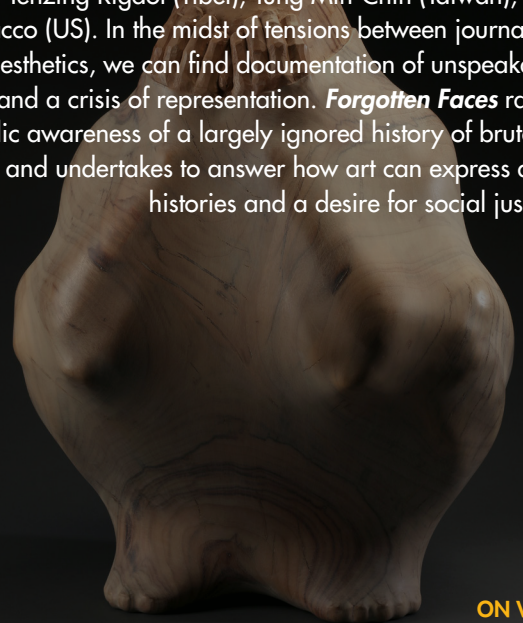 Tenzing Rigdol (Tibet), Tung Min Chin (Taiwan),
cco (US). In the midst of tensions between journa
esthetics, we can find documentation of unspeak
and a crisis of representation. Forgotten Faces ra
lic awareness of a largely ignored history of brut
and undertakes to answer how art can express
histories and a desire for social jus
ON V